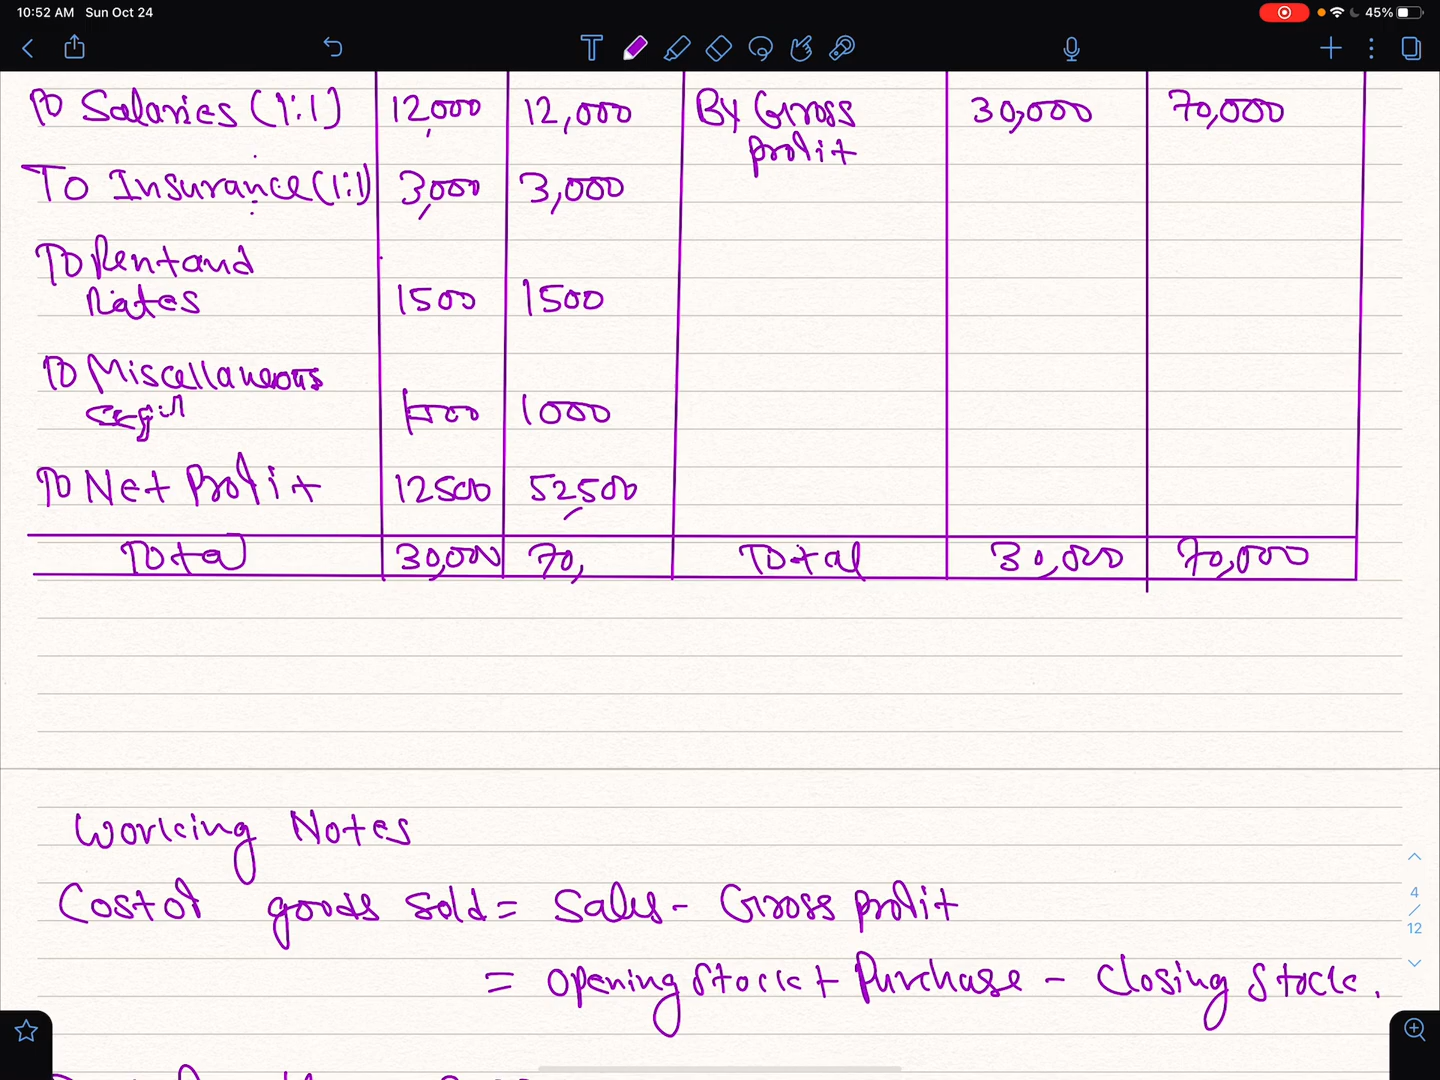 10:52 AM Sun Oct 24 45%
To Salaries (1:1) 12,000 12,000 By Gross 30,000 70,000
profit
To Insurance (1:1) 3,000 3,000
To Rent and
Rates 1500 1500
To Miscellaneous
1000 1000
To Net Profit 12500 52,500
Total 30,000 70, Total 30,000 70,000
Working Notes
Cost of goods sold = Sales - Gross profit
= Opening Stock + Purchase - Closing Stock.
4
/
12